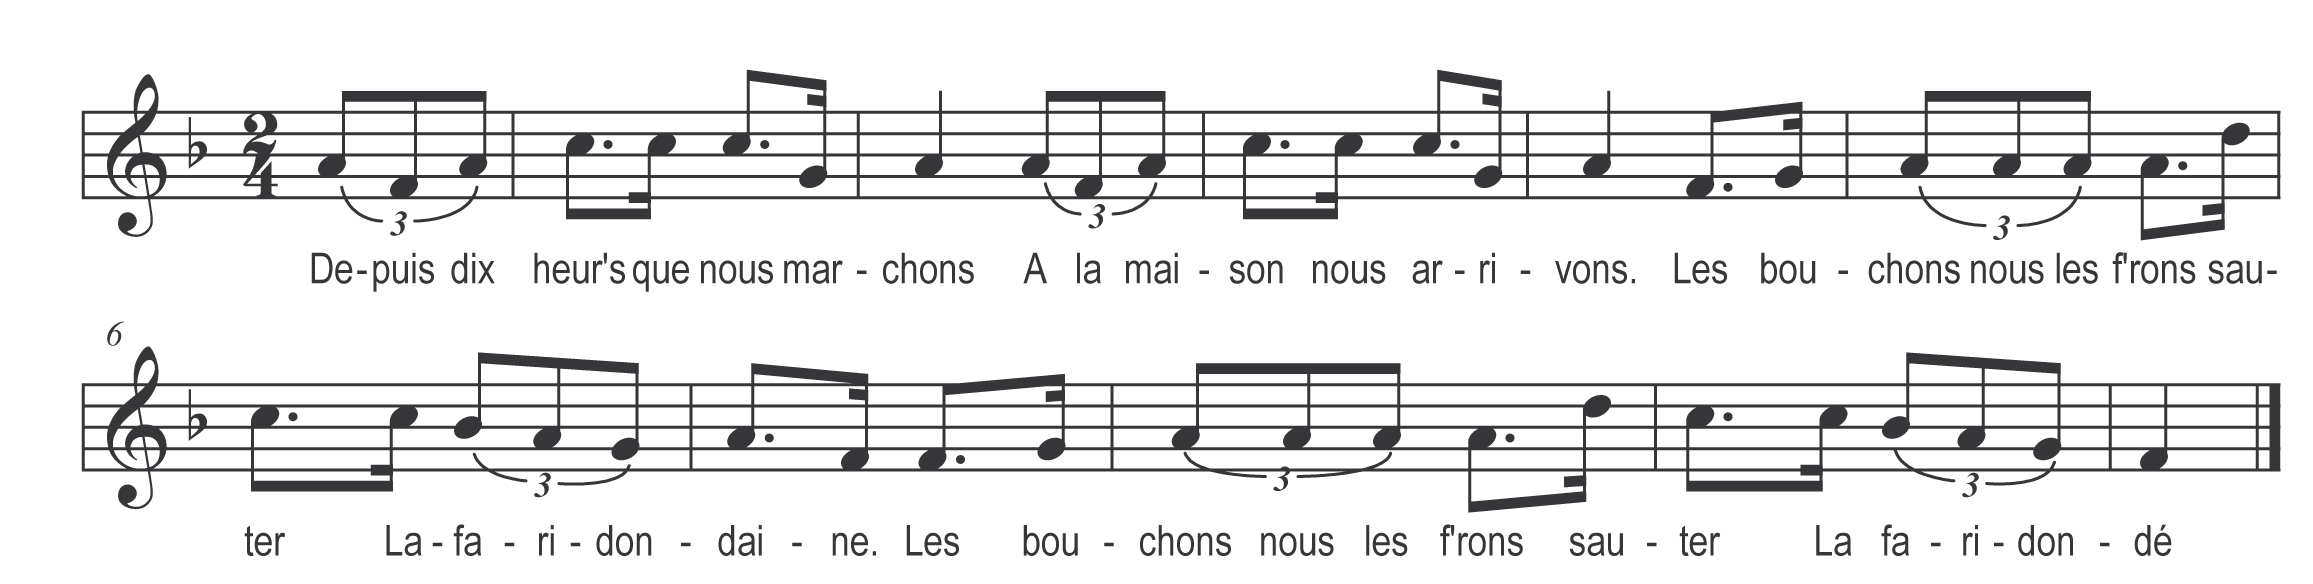 De-puis dix heur's que nous mar - chons A la mai - son nous ar - ri - vons. Les bou - chons nous les f'rons sau-
6
ter La - fa - ri - don - dai - ne. Les bou - chons nous les f'rons sau - ter La fa - ri - don - dé